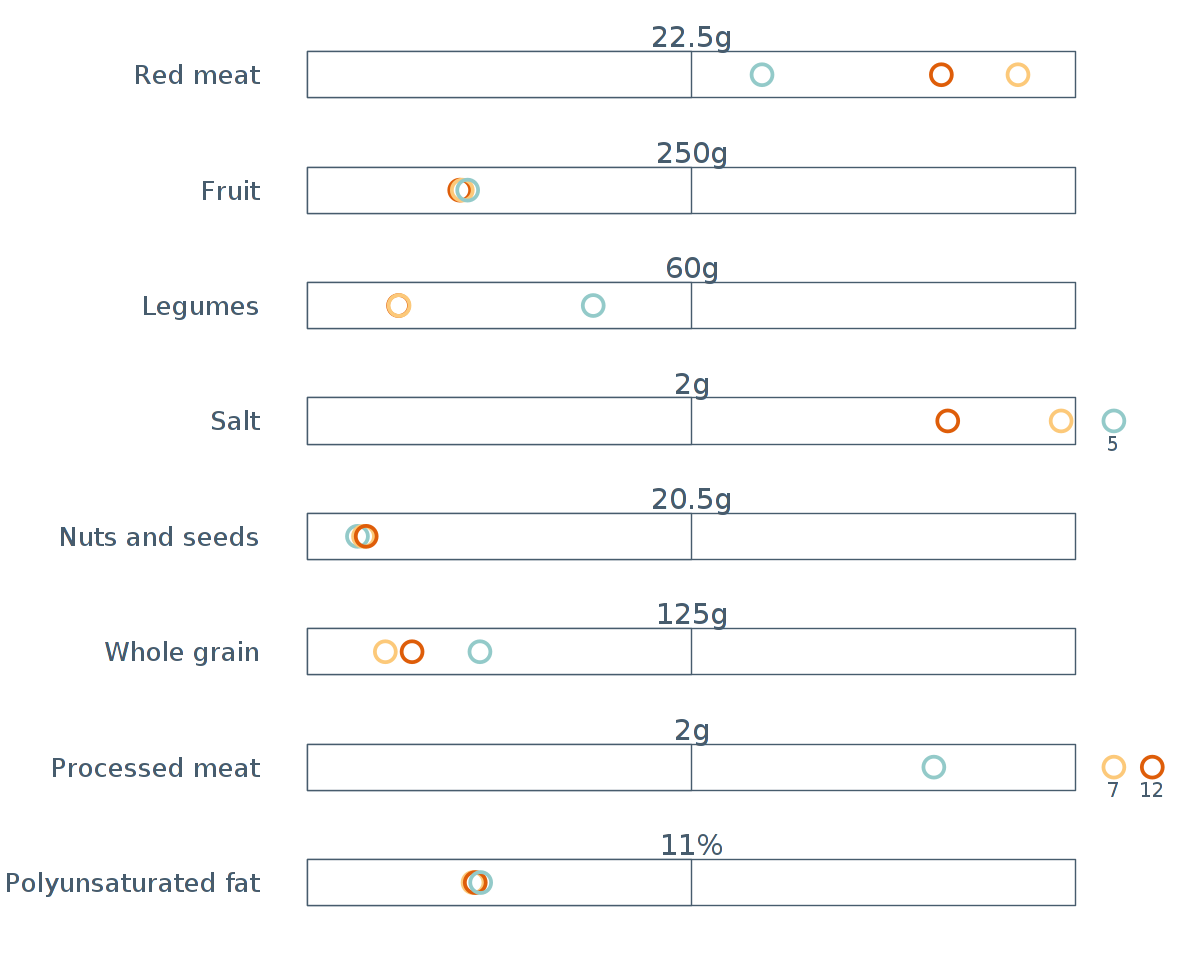 22.5g
Red meat
250g
Fruit
60g
Legumes
2g
Salt
5
20.5g
Nuts and seeds
125g
Whole grain
2g
Processed meat
7 12
11%
Polyunsaturated fat